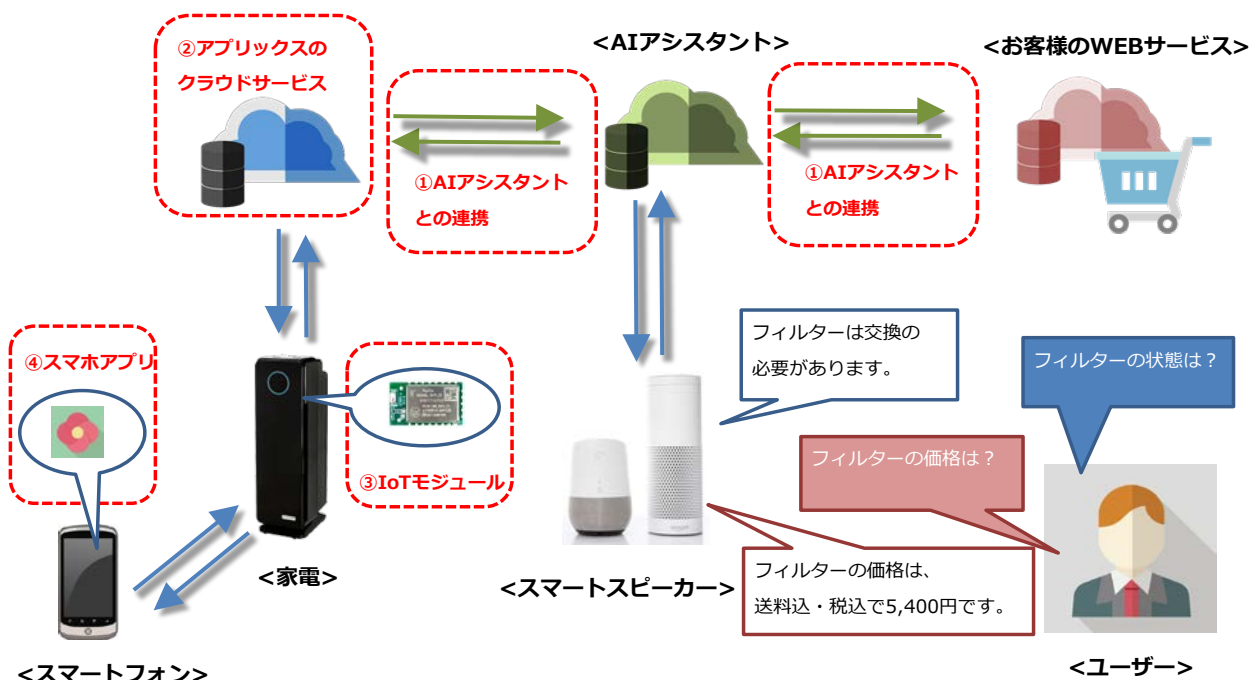 ②アプリックスの
クラウドサービス
<AIアシスタント>
<お客様のWEBサービス>
①AIアシスタント
との連携
①AIアシスタント
との連携
④スマホアプリ
③IoTモジュール
フィルターは交換の
必要があります。
フィルターの状態は？
フィルターの価格は？
フィルターの価格は、
送料込・税込で5,400円です。
<家電>
<スマートスピーカー>
<スマートフォン>
<ユーザー>